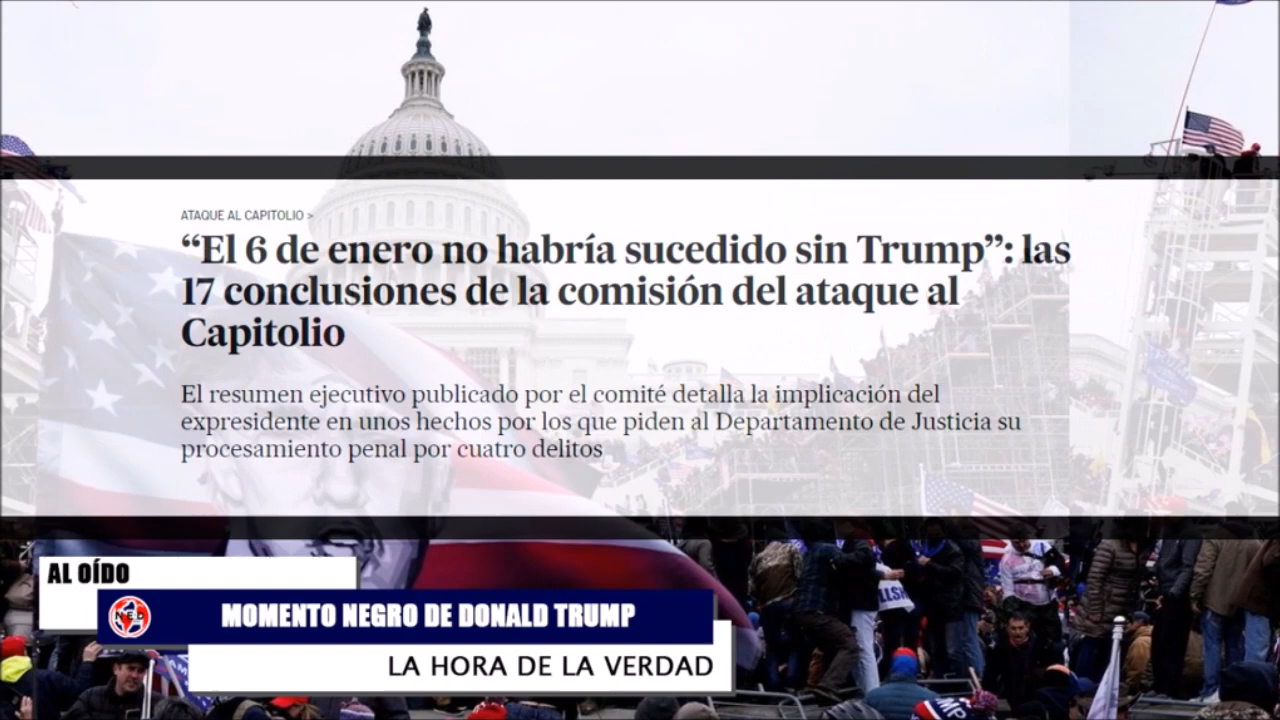 ATAQUE AL CAPITOLIO >
“El 6 de enero no habría sucedido sin Trump”: las
17 conclusiones de la comisión del ataque al
Capitolio
El resumen ejecutivo publicado por el comité detalla la implicación del
expresidente en unos hechos por los que piden al Departamento de Justicia su
procesamiento penal por cuatro delitos
AL OÍDO
MOMENTO NEGRO DE DONALD TRUMP
LA HORA DE LA VERDAD